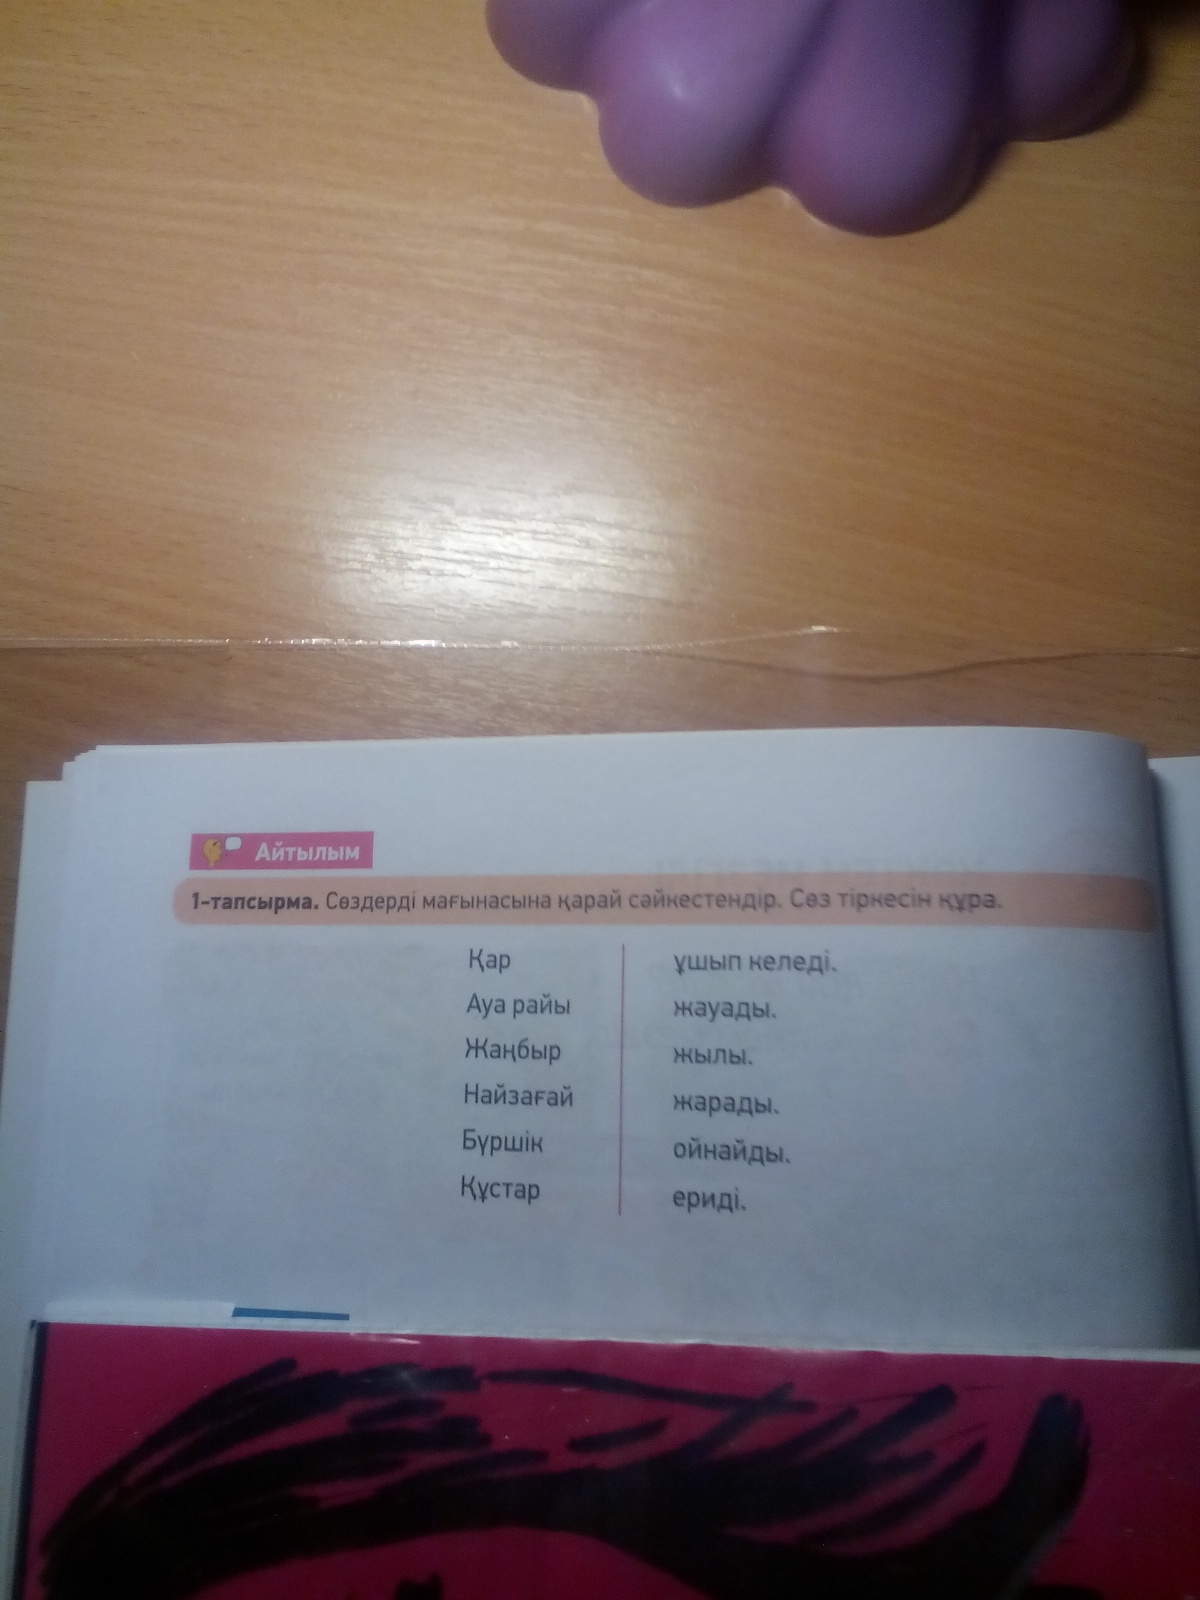 Айтылым
1-тапсырма. Сөздерді мағынасына қарай сәйкестендір. Сөз тіркесін құра.
Қар ұшып келеді.
Ауа райы жауады.
Жаңбыр жылы.
Найзағай жарады.
Бүршік ойнайды.
Құстар ериді.